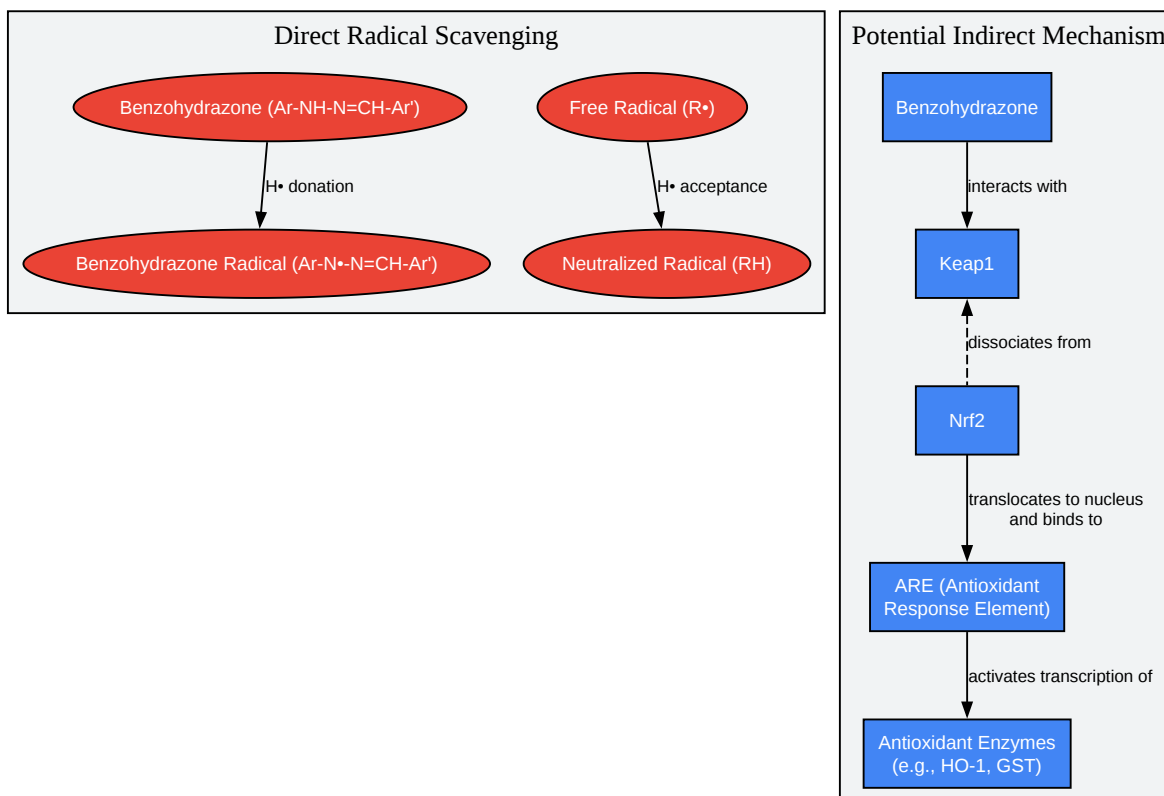 Direct Radical Scavenging
Benzohydrazone (Ar-NH-N=CH-Ar')
Free Radical (R•)
H• donation
H• acceptance
Benzohydrazone Radical (Ar-N•-N=CH-Ar')
Neutralized Radical (RH)
Potential Indirect Mechanism
Benzohydrazone
interacts with
Keap1
dissociates from
Nrf2
translocates to nucleus
and binds to
ARE (Antioxidant
Response Element)
activates transcription of
Antioxidant Enzymes
(e.g., HO-1, GST)